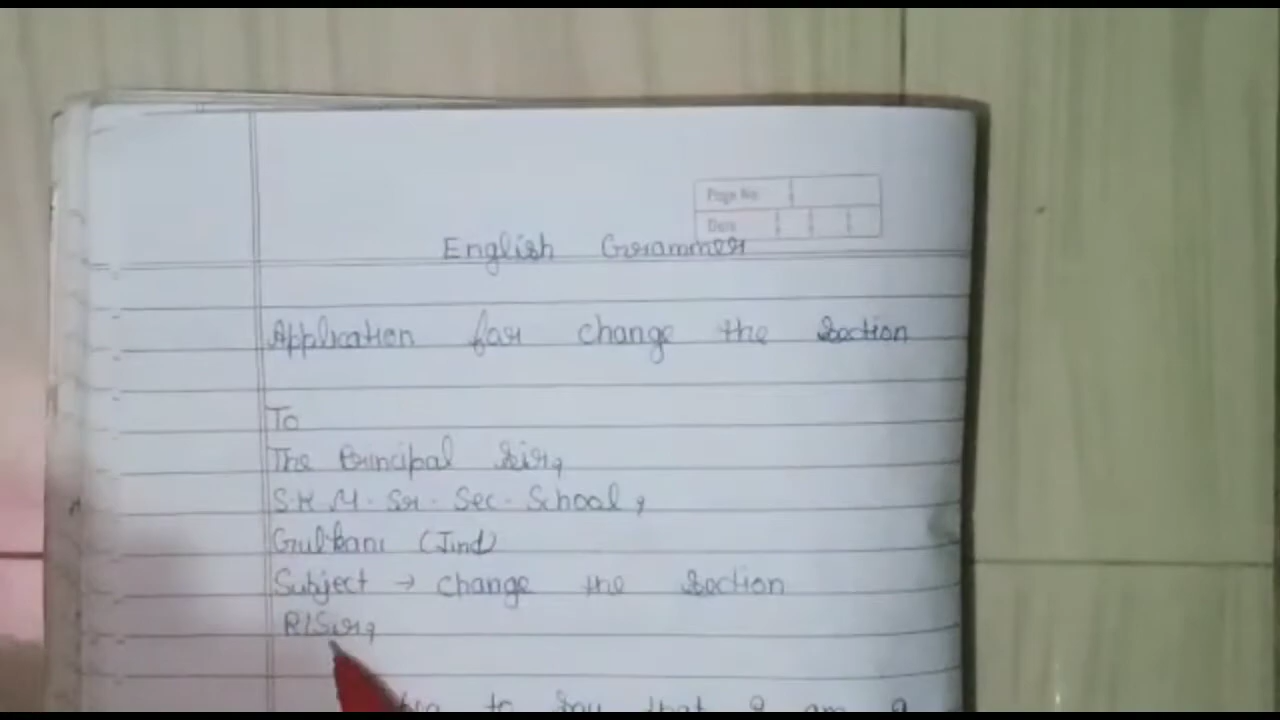 Page No.
Date
English Grammer
Application for change the Section
To
The Principal Sir,
S.K.M. Sr. Sec. School,
Gulkani (Jind)
Subject → change the Section
R/Sir,
to say that I am a